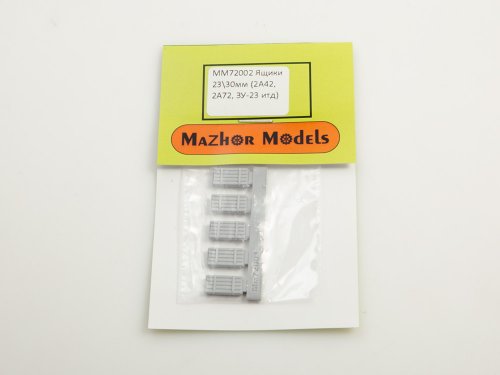 MM72002 Ящики
23\30мм (2А42,
2А72, ЗУ-23 итд)
MAZHOR MODELS